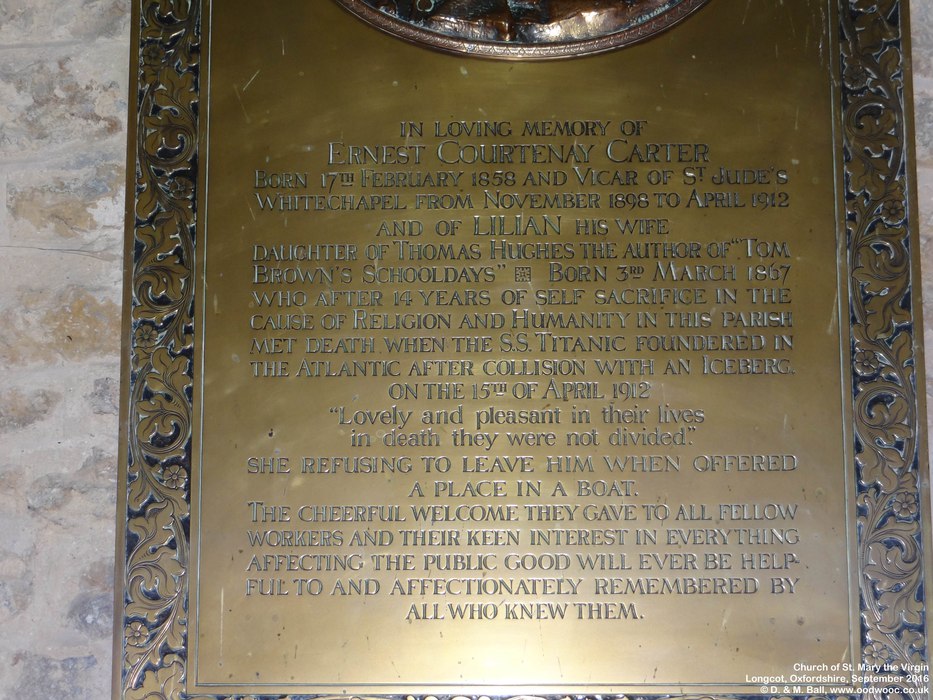 IN LOVING MEMORY OF
ERNEST COURTENAY CARTER
BORN 17TH FEBRUARY 1858 AND VICAR OF ST JUDE'S
WHITECHAPEL FROM NOVEMBER 1898 TO APRIL 1912
AND OF LILIAN HIS WIFE
DAUGHTER OF THOMAS HUGHES THE AUTHOR OF "TOM
BROWN'S SCHOOLDAYS" BORN 3RD MARCH 1867
WHO AFTER 14 YEARS OF SELF SACRIFICE IN THE
CAUSE OF RELIGION AND HUMANITY IN THIS PARISH
MET DEATH WHEN THE S.S. TITANIC FOUNDERED IN
THE ATLANTIC AFTER COLLISION WITH AN ICEBERG.
ON THE 15TH OF APRIL 1912
"Lovely and pleasant in their lives
in death they were not divided."
SHE REFUSING TO LEAVE HIM WHEN OFFERED
A PLACE IN A BOAT.
THE CHEERFUL WELCOME THEY GAVE TO ALL FELLOW
WORKERS AND THEIR KEEN INTEREST IN EVERYTHING
AFFECTING THE PUBLIC GOOD WILL EVER BE HELP-
FUL TO AND AFFECTIONATELY REMEMBERED BY
ALL WHO KNEW THEM.
Church of St. Mary the Virgin
Longcot, Oxfordshire, September 2016
© D. & M. Ball, www.oodwooc.co.uk